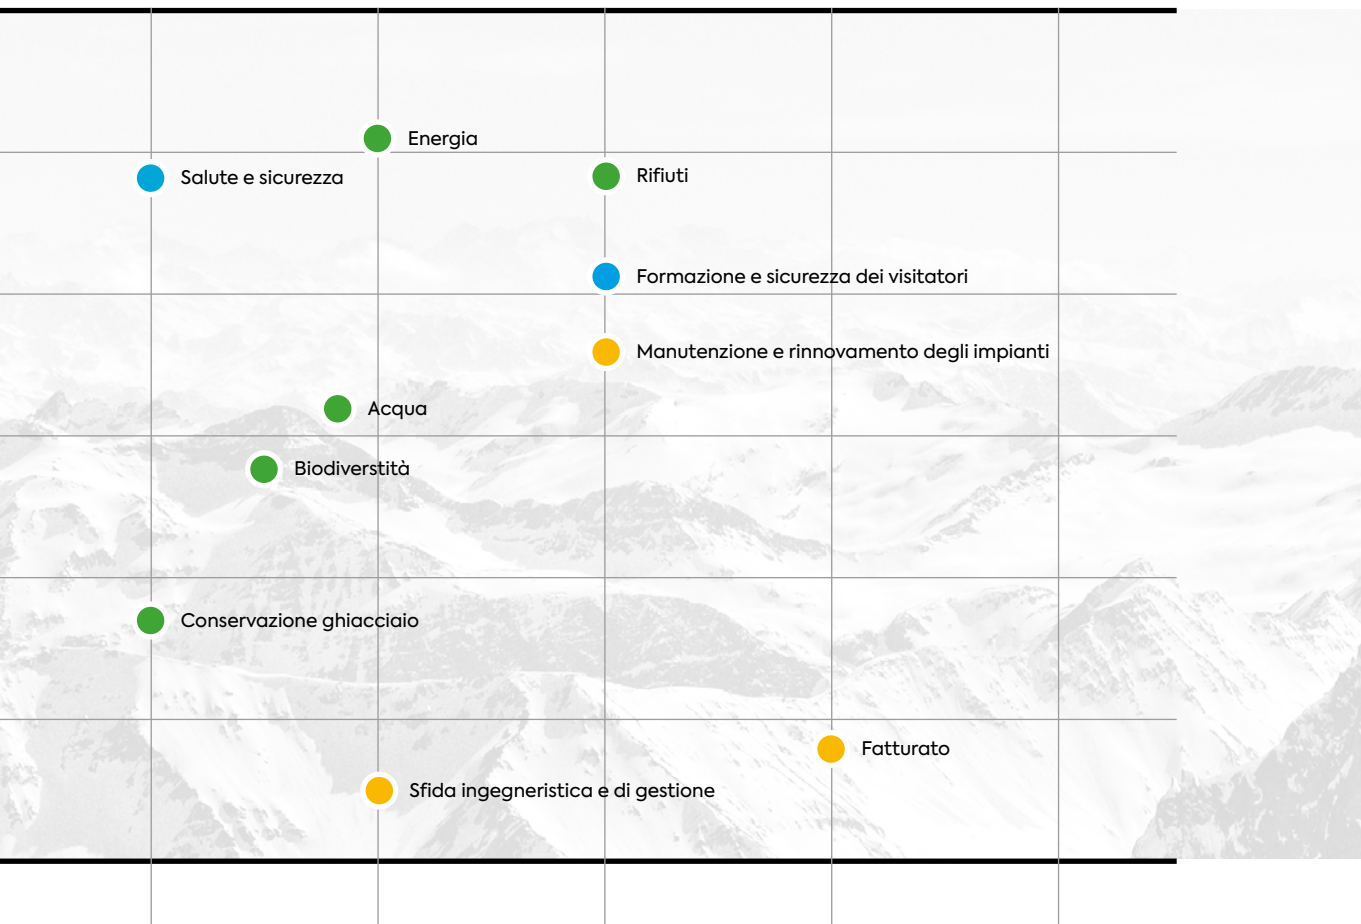 Energia
Salute e sicurezza
Rifiuti
Formazione e sicurezza dei visitatori
Manutenzione e rinnovamento degli impianti
Acqua
Biodiverstità
Conservazione ghiacciaio
Fatturato
Sfida ingegneristica e di gestione